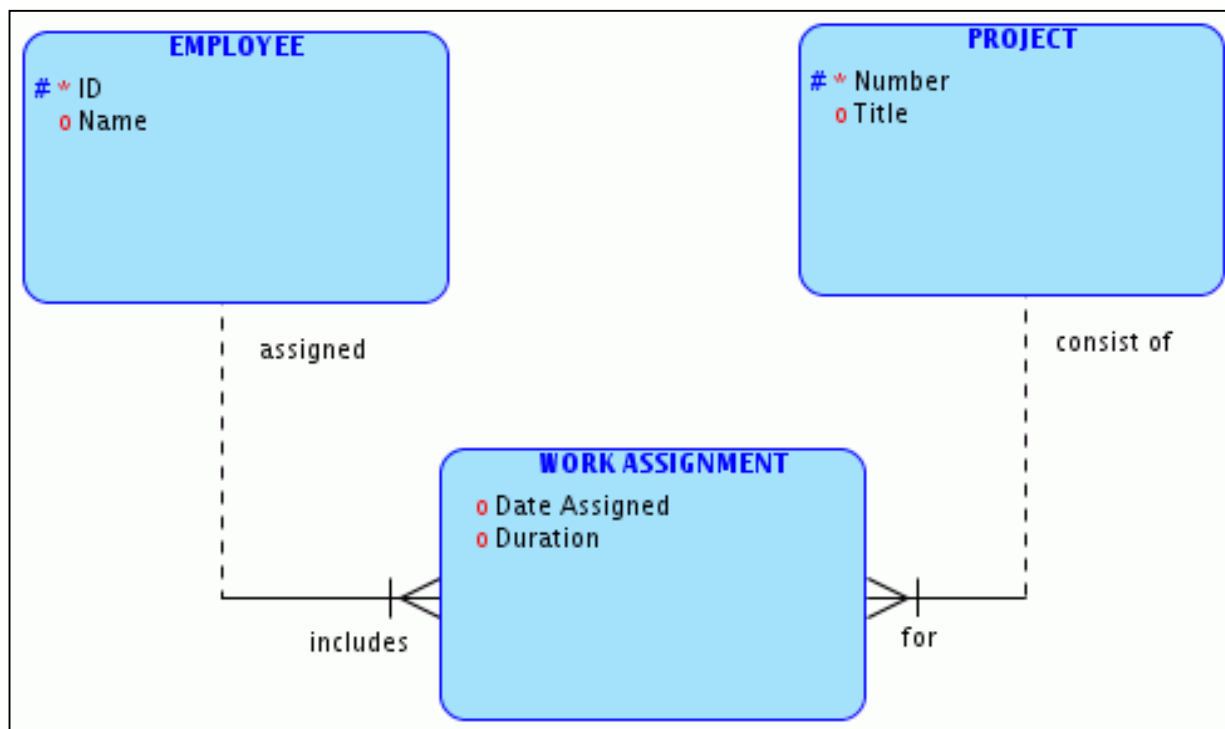 EMPLOYEE
# * ID
o Name
PROJECT
# * Number
o Title
assigned
consist of
WORK ASSIGNMENT
o Date Assigned
o Duration
includes
for